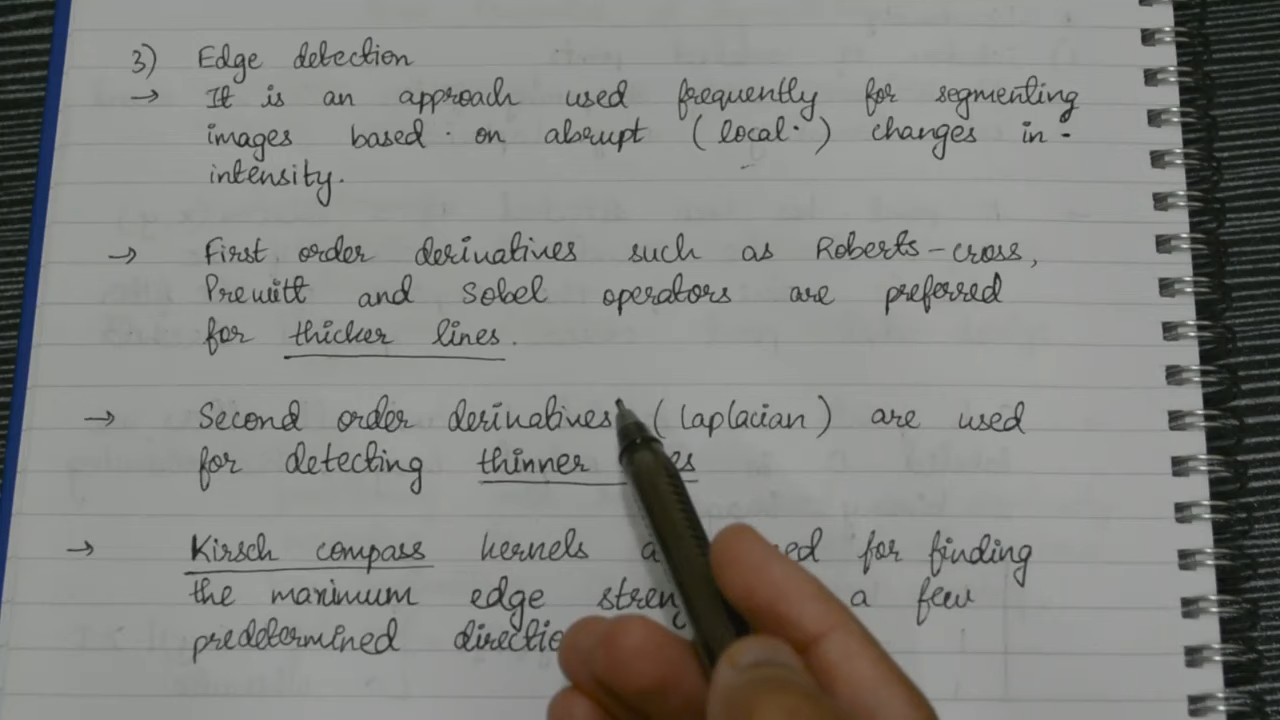 3) Edge detection
→ It is an approach used frequently for segmenting
images based on abrupt (local) changes in
intensity.
→ First order derivatives such as Roberts-cross,
Prewitt and Sobel operators are preferred
for thicker lines.
→ Second order derivatives (Laplacian) are used
for detecting thinner
→ Kirsch compass kernels for finding
the maximum edge a few
predetermined